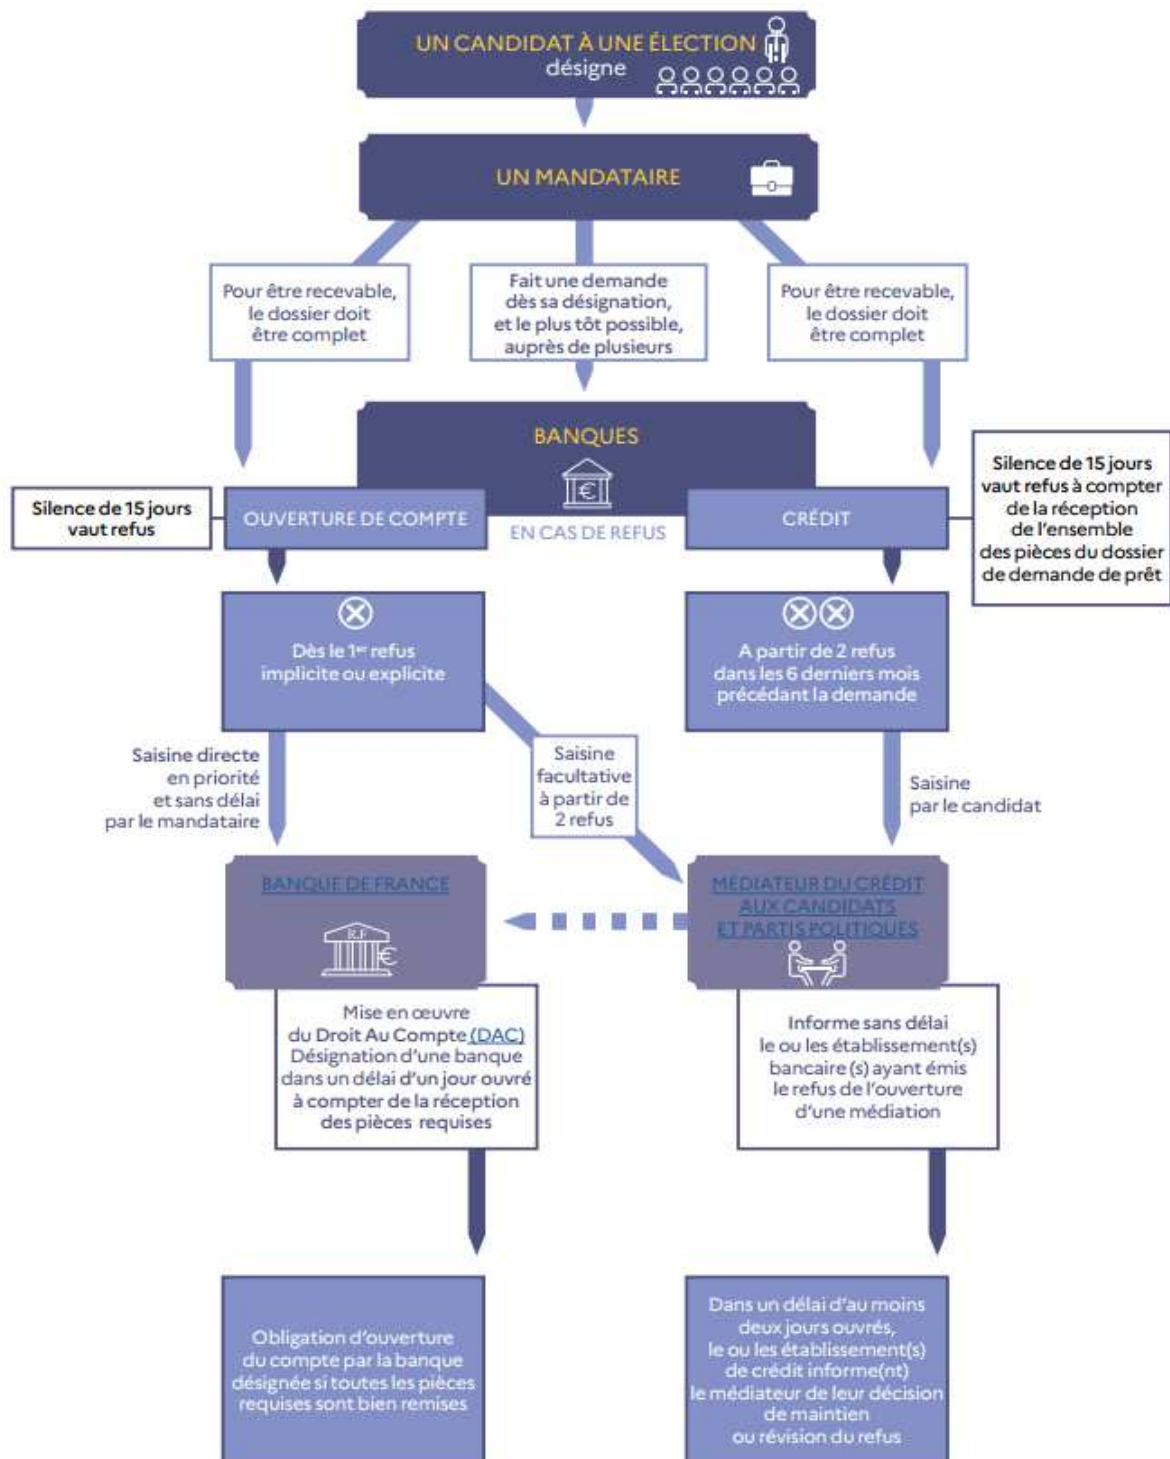 UN CANDIDAT À UNE ÉLECTION
désigne
UN MANDATAIRE
Pour être recevable,
le dossier doit
être complet
Fait une demande
dès sa désignation,
et le plus tôt possible,
auprès de plusieurs
Pour être recevable,
le dossier doit
être complet
BANQUES
€
Silence de 15 jours
vaut refus
OUVERTURE DE COMPTE
EN CAS DE REFUS
CRÉDIT
Silence de 15 jours
vaut refus à compter
de la réception
de l'ensemble
des pièces du dossier
de demande de prêt
Dès le 1er refus
implicite ou explicite
A partir de 2 refus
dans les 6 derniers mois
précédant la demande
Saisine directe
en priorité
et sans délai
par le mandataire
Saisine
facultative
à partir de
2 refus
Saisine
par le candidat
BANQUE DE FRANCE
R.F
€
MÉDIATEUR DU CRÉDIT
AUX CANDIDATS
ET PARTIS POLITIQUES
Mise en œuvre
du Droit Au Compte (DAC)
Désignation d'une banque
dans un délai d'un jour ouvré
à compter de la réception
des pièces requises
Informe sans délai
le ou les établissement(s)
bancaire (s) ayant émis
le refus de l'ouverture
d'une médiation
Obligation d'ouverture
du compte par la banque
désignée si toutes les pièces
requises sont bien remises
Dans un délai d'au moins
deux jours ouvrés,
le ou les établissement(s)
de crédit informe(nt)
le médiateur de leur décision
de maintien
ou révision du refus